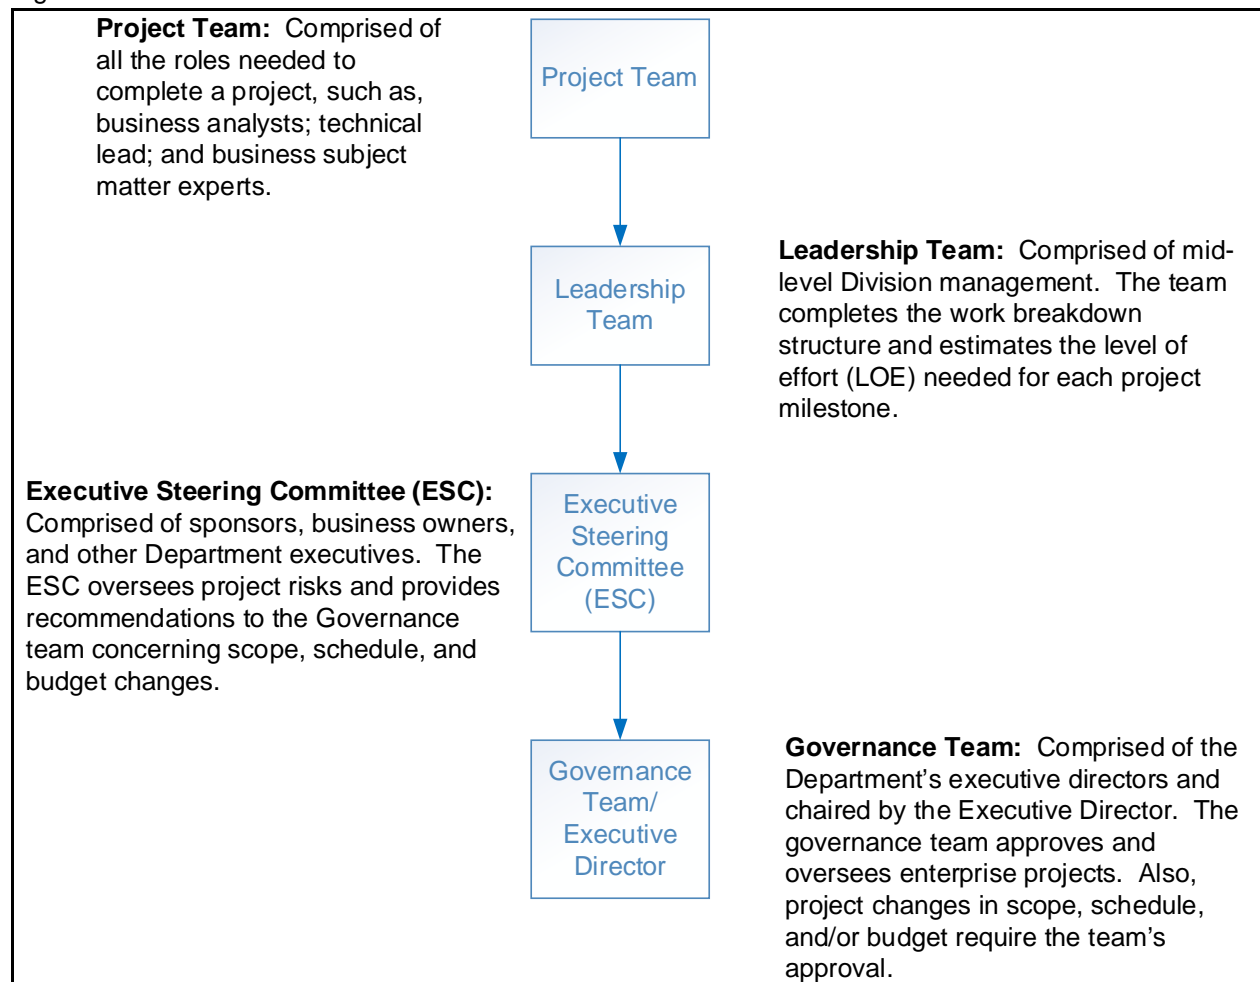 Project Team:  Comprised of
all the roles needed to
complete a project, such as,
business analysts; technical
lead; and business subject
matter experts.
Project Team
Leadership
Team
Leadership Team:  Comprised of mid-
level Division management.  The team
completes the work breakdown
structure and estimates the level of
effort (LOE) needed for each project
milestone.
Executive Steering Committee (ESC):
Comprised of sponsors, business owners,
and other Department executives.  The
ESC oversees project risks and provides
recommendations to the Governance
team concerning scope, schedule, and
budget changes.
Executive
Steering
Committee
(ESC)
Governance
Team/
Executive
Director
Governance Team:  Comprised of the
Department’s executive directors and
chaired by the Executive Director.  The
governance team approves and
oversees enterprise projects.  Also,
project changes in scope, schedule,
and/or budget require the team’s
approval.